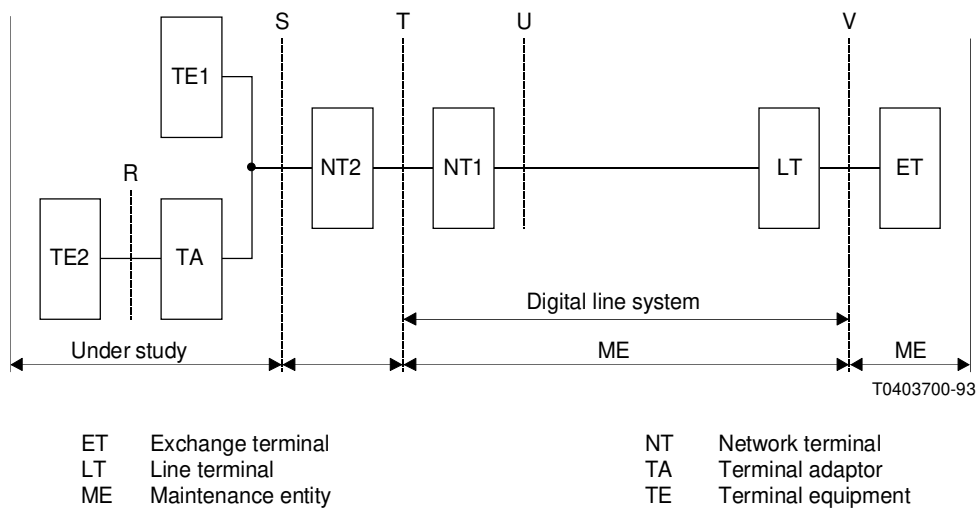 S T U V
TE1
NT2 NT1 LT ET
R
TE2 TA
Digital line system
Under study ME ME
T0403700-93
ET Exchange terminal
LT Line terminal
ME Maintenance entity
NT Network terminal
TA Terminal adaptor
TE Terminal equipment